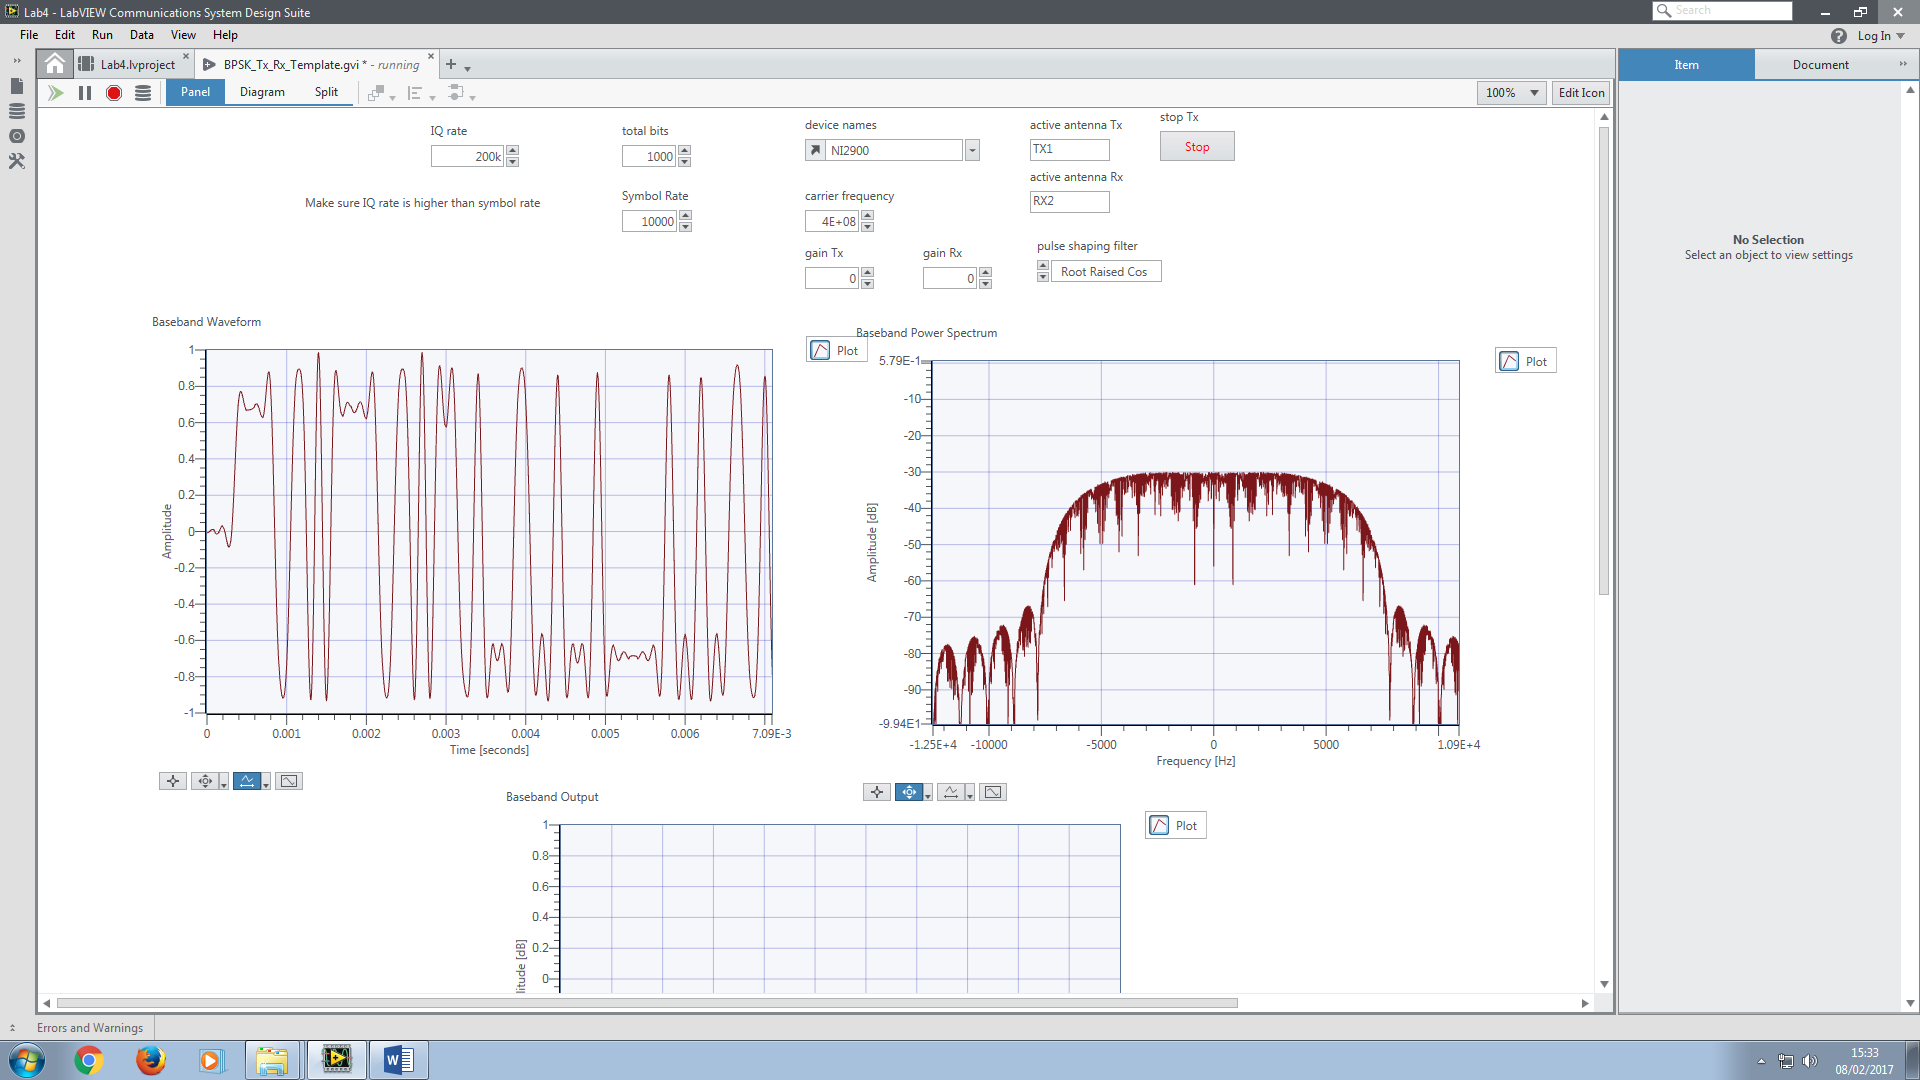 Lab4 - LabVIEW Communications System Design Suite
Search
File Edit Run Data View Help
Log In
Lab4.lvproject
BPSK_Tx_Rx_Template.gvi * - running
Item
Document
Panel
Diagram
Split
100%
Edit Icon
IQ rate
200k
total bits
1000
device names
NI2900
active antenna Tx
TX1
stop Tx
Stop
active antenna Rx
RX2
Make sure IQ rate is higher than symbol rate
Symbol Rate
10000
carrier frequency
4E+08
gain Tx
0
gain Rx
0
pulse shaping filter
Root Raised Cos
No Selection
Select an object to view settings
Baseband Waveform
Plot
1
0.8
0.6
0.4
0.2
0
-0.2
-0.4
-0.6
-0.8
-1
Amplitude
0 0.001 0.002 0.003 0.004 0.005 0.006 7.09E-3
Time [seconds]
Baseband Power Spectrum
Plot
5.79E-1
-10
-20
-30
-40
-50
-60
-70
-80
-90
-9.94E1
Amplitude [dB]
-1.25E+4 -10000 -5000 0 5000 1.09E+4
Frequency [Hz]
Baseband Output
Plot
1
0.8
0.6
0.4
0.2
0
litude [dB]
Errors and Warnings
15:33
08/02/2017